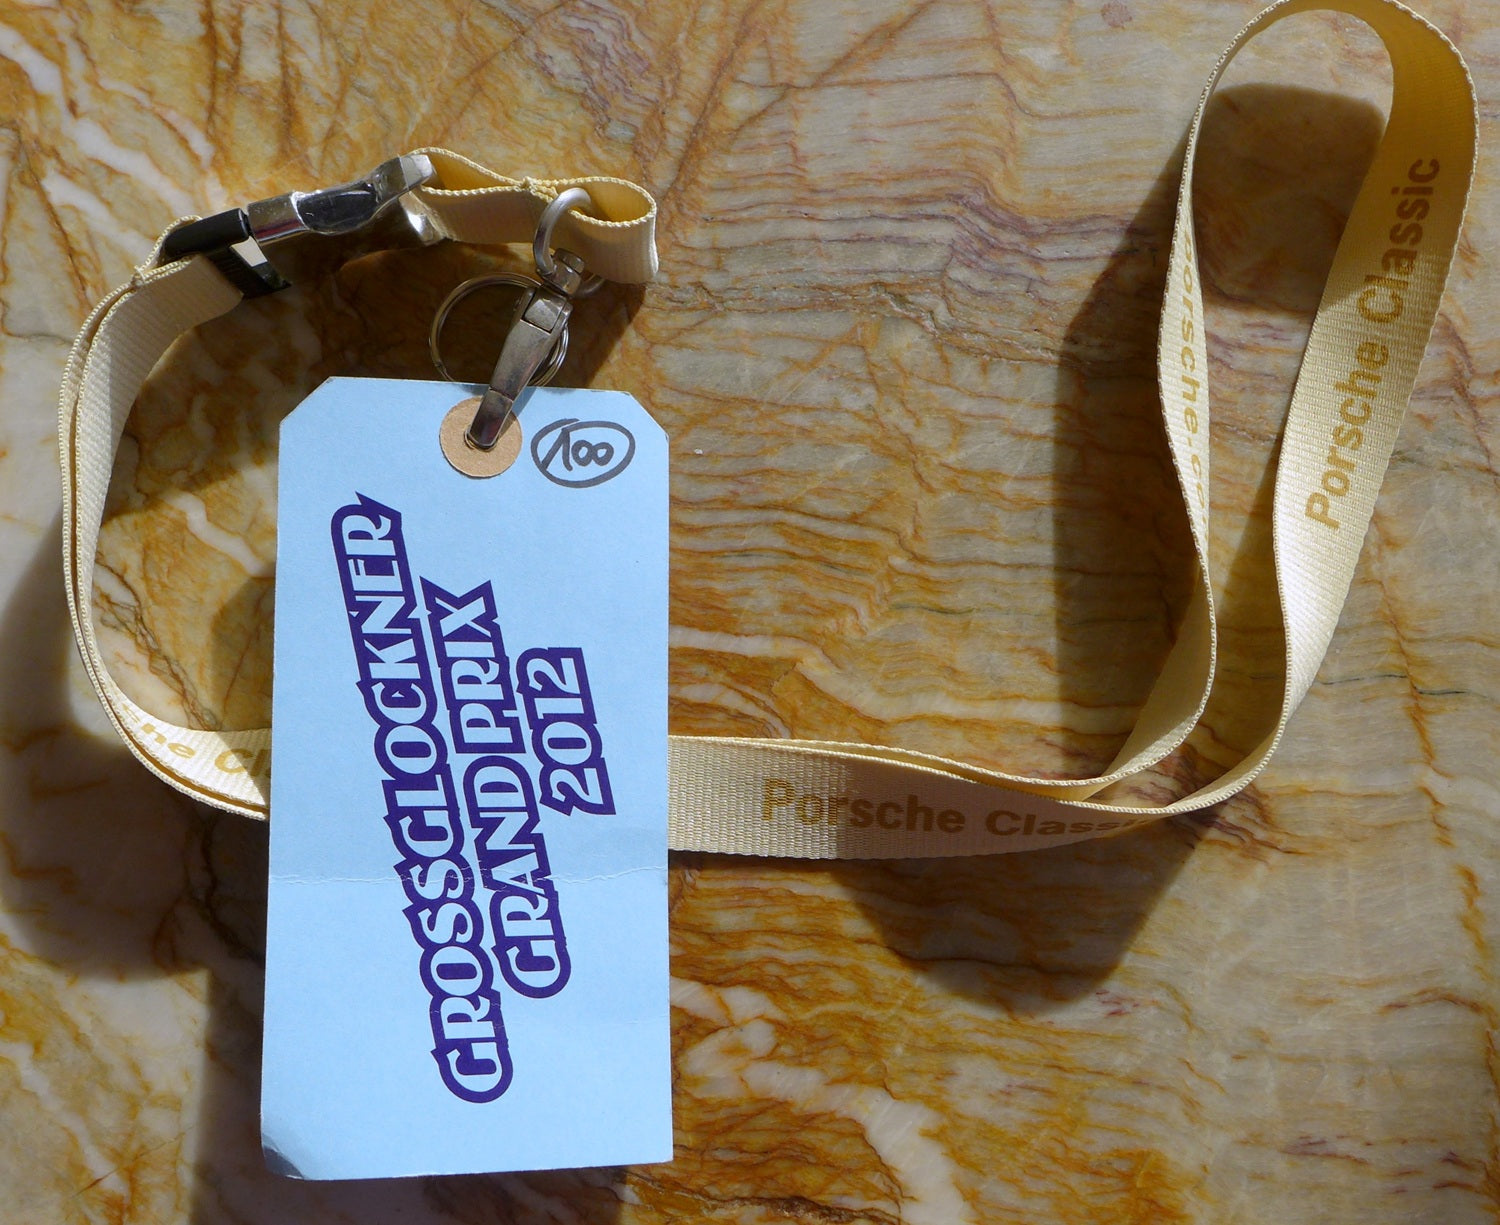 100
GROSSGLOCKNER
GRAND PRIX
2012
Porsche Classic
Porsche Classic